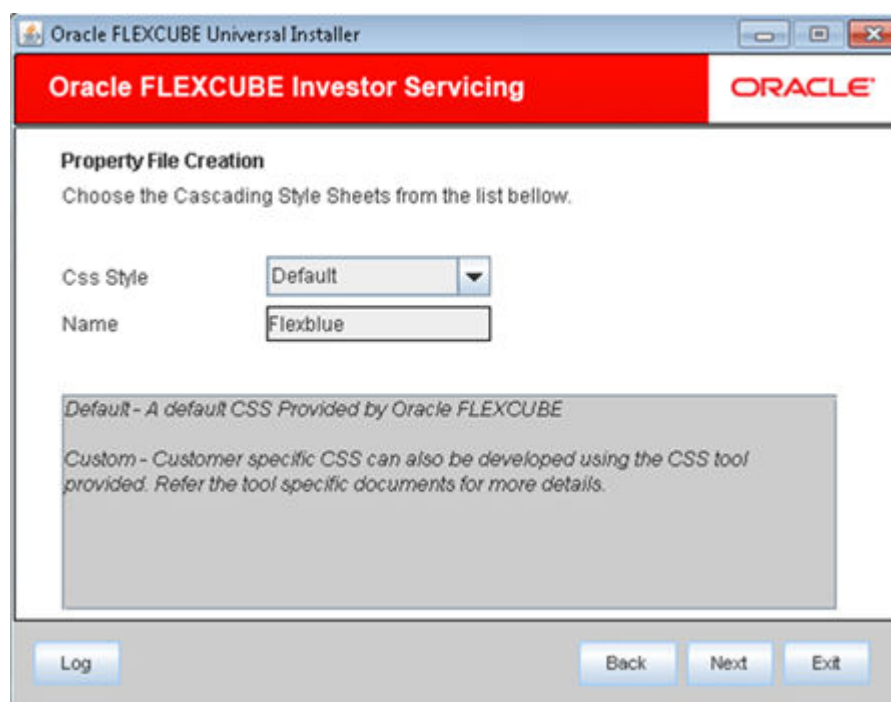 Oracle FLEXCUBE Universal Installer
Oracle FLEXCUBE Investor Servicing
ORACLE
Property File Creation
Choose the Cascading Style Sheets from the list bellow.
Css Style
Default
Name
Flexblue
Default - A default CSS Provided by Oracle FLEXCUBE
Custom - Customer specific CSS can also be developed using the CSS tool
provided. Refer the tool specific documents for more details.
Log
Back
Next
Exit